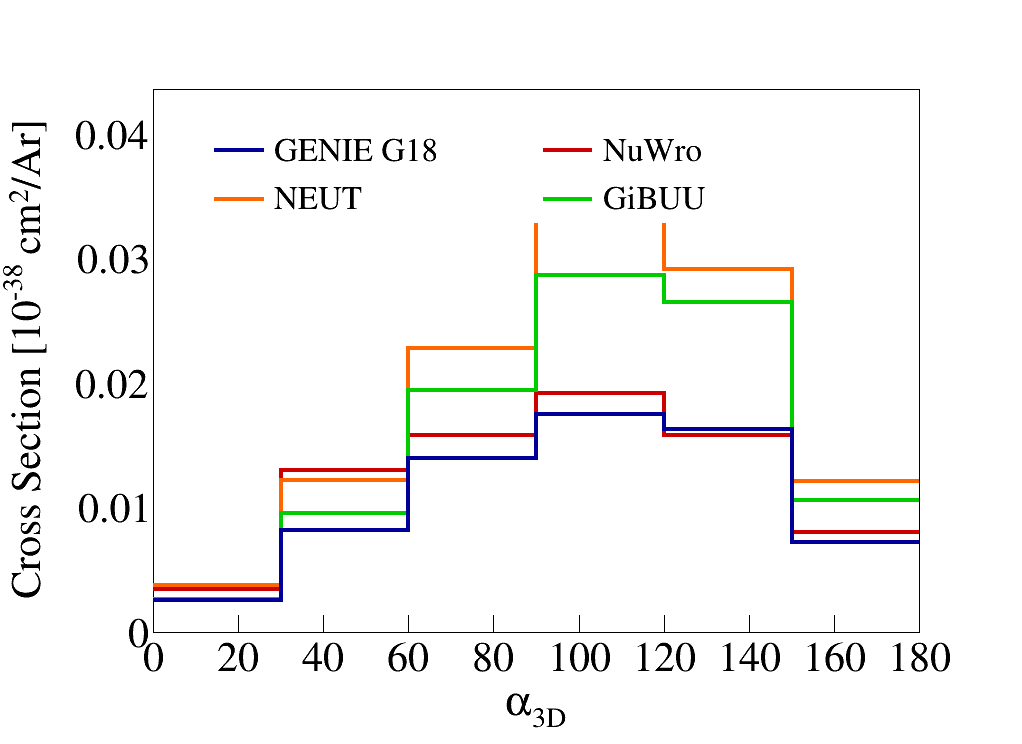 0.04
0.03
0.02
0.01
0
Cross Section [10⁻³⁸ cm²/Ar]
GENIE G18
NuWro
NEUT
GiBUU
0 20 40 60 80 100 120 140 160 180
α₃D